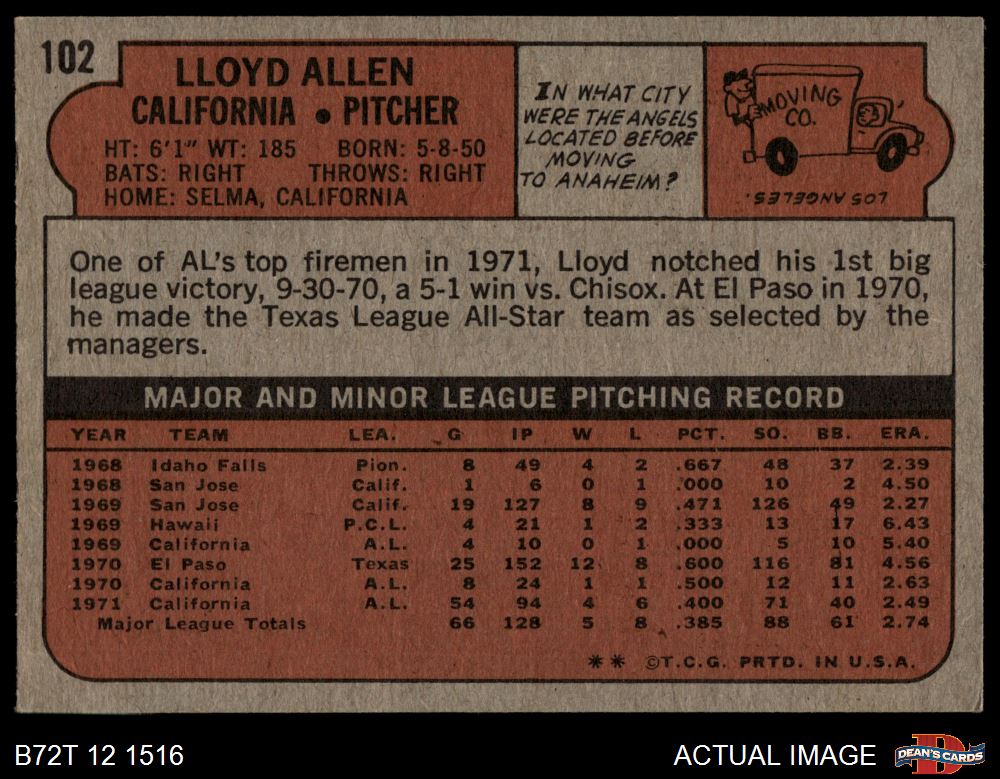 102
LLOYD ALLEN
CALIFORNIA • PITCHER
HT: 6'1" WT: 185 BORN: 5-8-50
BATS: RIGHT THROWS: RIGHT
HOME: SELMA, CALIFORNIA
IN WHAT CITY
WERE THE ANGELS
LOCATED BEFORE
MOVING
TO ANAHEIM?
MOVING
CO.
LOS ANGELES.
One of AL's top firemen in 1971, Lloyd notched his 1st big
league victory, 9-30-70, a 5-1 win vs. Chisox. At El Paso in 1970,
he made the Texas League All-Star team as selected by the
managers.
MAJOR AND MINOR LEAGUE PITCHING RECORD
YEAR TEAM LEA. G IP W L PCT. SO. BB. ERA.
1968 Idaho Falls Pion. 8 49 4 2 .667 48 37 2.39
1968 San Jose Calif. 1 6 0 1 .000 10 2 4.50
1969 San Jose Calif. 19 127 8 9 .471 126 49 2.27
1969 Hawaii P.C.L. 4 21 1 2 .333 13 17 6.43
1969 California A.L. 4 10 0 1 .000 5 10 5.40
1970 El Paso Texas 25 152 12 8 .600 116 81 4.56
1970 California A.L. 8 24 1 1 .500 12 11 2.63
1971 California A.L. 54 94 4 6 .400 71 40 2.49
Major League Totals 66 128 5 8 .385 88 61 2.74
** ©T.C.G. PRTD. IN U.S.A.
B72T 12 1516
ACTUAL IMAGE
DEAN'S CARDS